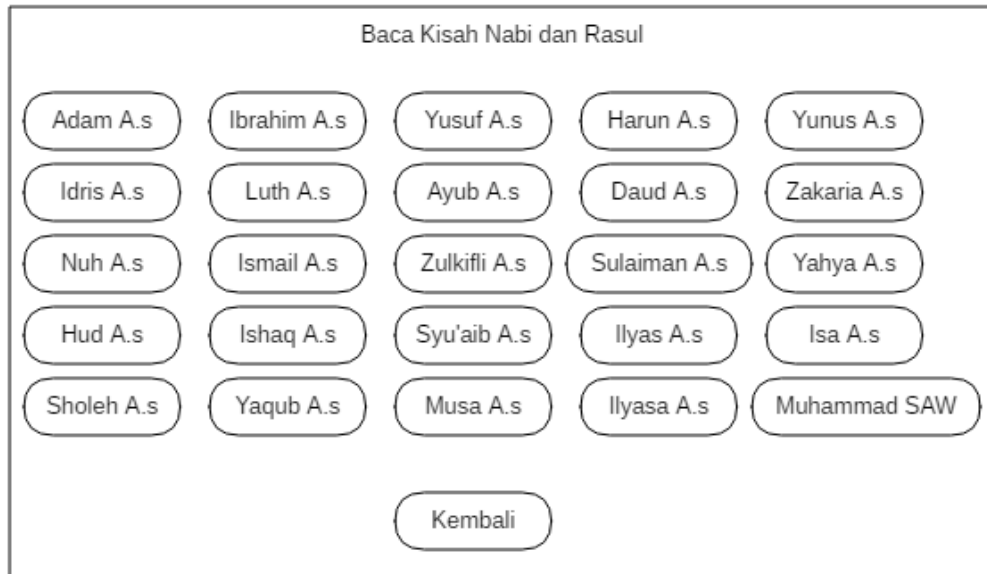 Baca Kisah Nabi dan Rasul
Adam A.s Ibrahim A.s Yusuf A.s Harun A.s Yunus A.s
Idris A.s Luth A.s Ayub A.s Daud A.s Zakaria A.s
Nuh A.s Ismail A.s Zulkifli A.s Sulaiman A.s Yahya A.s
Hud A.s Ishaq A.s Syu'aib A.s Ilyas A.s Isa A.s
Sholeh A.s Yaqub A.s Musa A.s Ilyasa A.s Muhammad SAW
Kembali